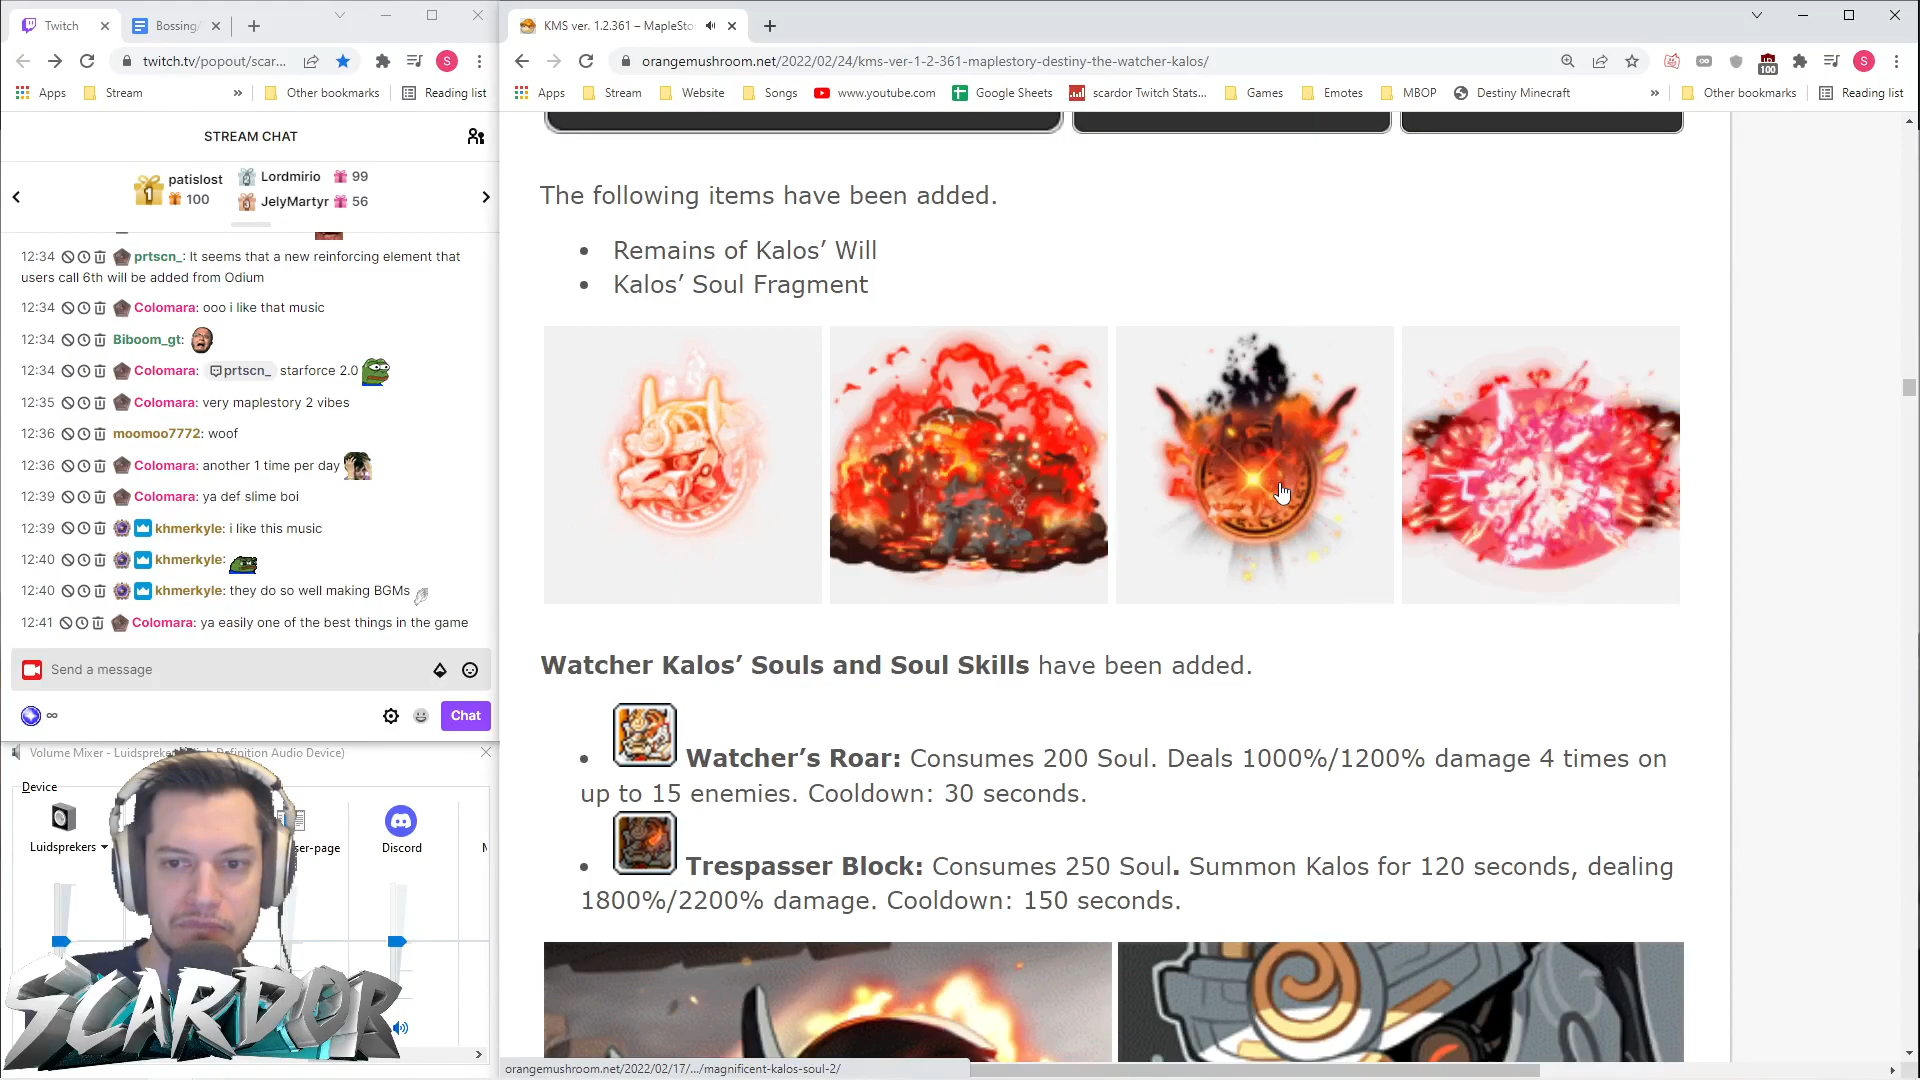 Twitch
Bossing/
KMS ver. 1.2.361 – MapleSto
twitch.tv/popout/scar...
orangemushroom.net/2022/02/24/kms-ver-1-2-361-maplestory-destiny-the-watcher-kalos/
S
S
100
Apps
Stream
»
Other bookmarks
Reading list
Apps
Stream
Website
Songs
www.youtube.com
Google Sheets
scardor Twitch Stats...
Games
Emotes
MBOP
Destiny Minecraft
»
Other bookmarks
Reading list
STREAM CHAT
1
patislost
100
Lordmirio 99
JelyMartyr 56
12:34 prtscn_: It seems that a new reinforcing element that
users call 6th will be added from Odium
12:34 Colomara: ooo i like that music
12:34 Biboom_gt:
12:34 Colomara: prtscn_ starforce 2.0
12:35 Colomara: very maplestory 2 vibes
12:36 moomoo7772: woof
12:36 Colomara: another 1 time per day
12:39 Colomara: ya def slime boi
12:39 khmerkyle: i like this music
12:40 khmerkyle:
12:40 khmerkyle: they do so well making BGMs
12:41 Colomara: ya easily one of the best things in the game
Send a message
∞
Chat
Volume Mixer - Luidspreke
Definition Audio Device)
Device
Luidsprekers
ser-page
Discord
SCARDOR
The following items have been added.
• Remains of Kalos’ Will
• Kalos’ Soul Fragment
Watcher Kalos’ Souls and Soul Skills have been added.
• Watcher’s Roar: Consumes 200 Soul. Deals 1000%/1200% damage 4 times on
up to 15 enemies. Cooldown: 30 seconds.
• Trespasser Block: Consumes 250 Soul. Summon Kalos for 120 seconds, dealing
1800%/2200% damage. Cooldown: 150 seconds.
orangemushroom.net/2022/02/17/.../magnificent-kalos-soul-2/